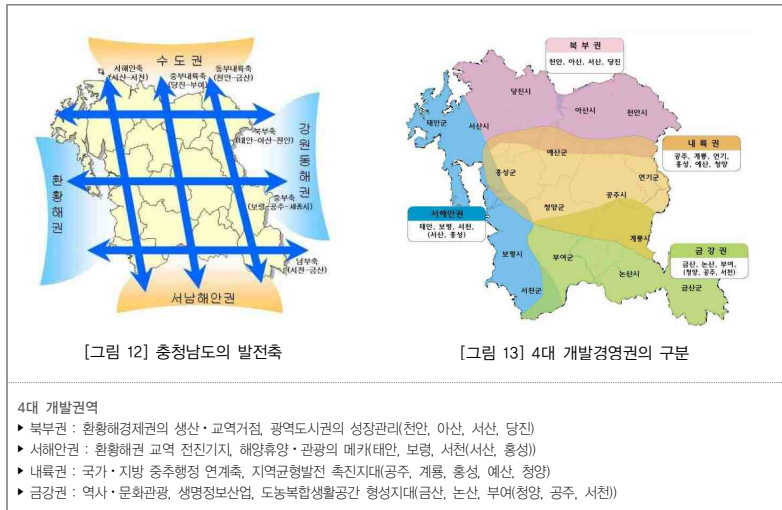 수 도 권
서해안축
(서산-서천)
중부내륙축
(당진-부여)
동부내륙축
(천안-금산)
북부축
(태안-아산-천안)
강원동해권
환황해권
중부축
(보령-공주-세종시)
남부축
(서천-금산)
서남해안권
[그림 12] 충청남도의 발전축
북 부 권
천안, 아산, 서산, 당진
당진시
아산시
천안시
태안군
서산시
내 륙 권
공주, 계룡, 연기,
홍성, 예산, 청양
예산군
홍성군
연기군
공주시
청양군
서해안권
태안, 보령, 서천,
(서산, 홍성)
계룡시
보령시
부여군
논산시
금 강 권
금산, 논산, 부여,
(청양, 공주, 서천)
서천군
금산군
[그림 13] 4대 개발경영권의 구분
4대 개발권역
▶ 북부권 : 환황해경제권의 생산·교역거점, 광역도시권의 성장관리(천안, 아산, 서산, 당진)
▶ 서해안권 : 환황해권 교역 전진기지, 해양휴양·관광의 메카(태안, 보령, 서천(서산, 홍성))
▶ 내륙권 : 국가·지방 중추행정 연계축, 지역균형발전 촉진지대(공주, 계룡, 홍성, 예산, 청양)
▶ 금강권 : 역사·문화관광, 생명정보산업, 도농복합생활공간 형성지대(금산, 논산, 부여(청양, 공주, 서천))